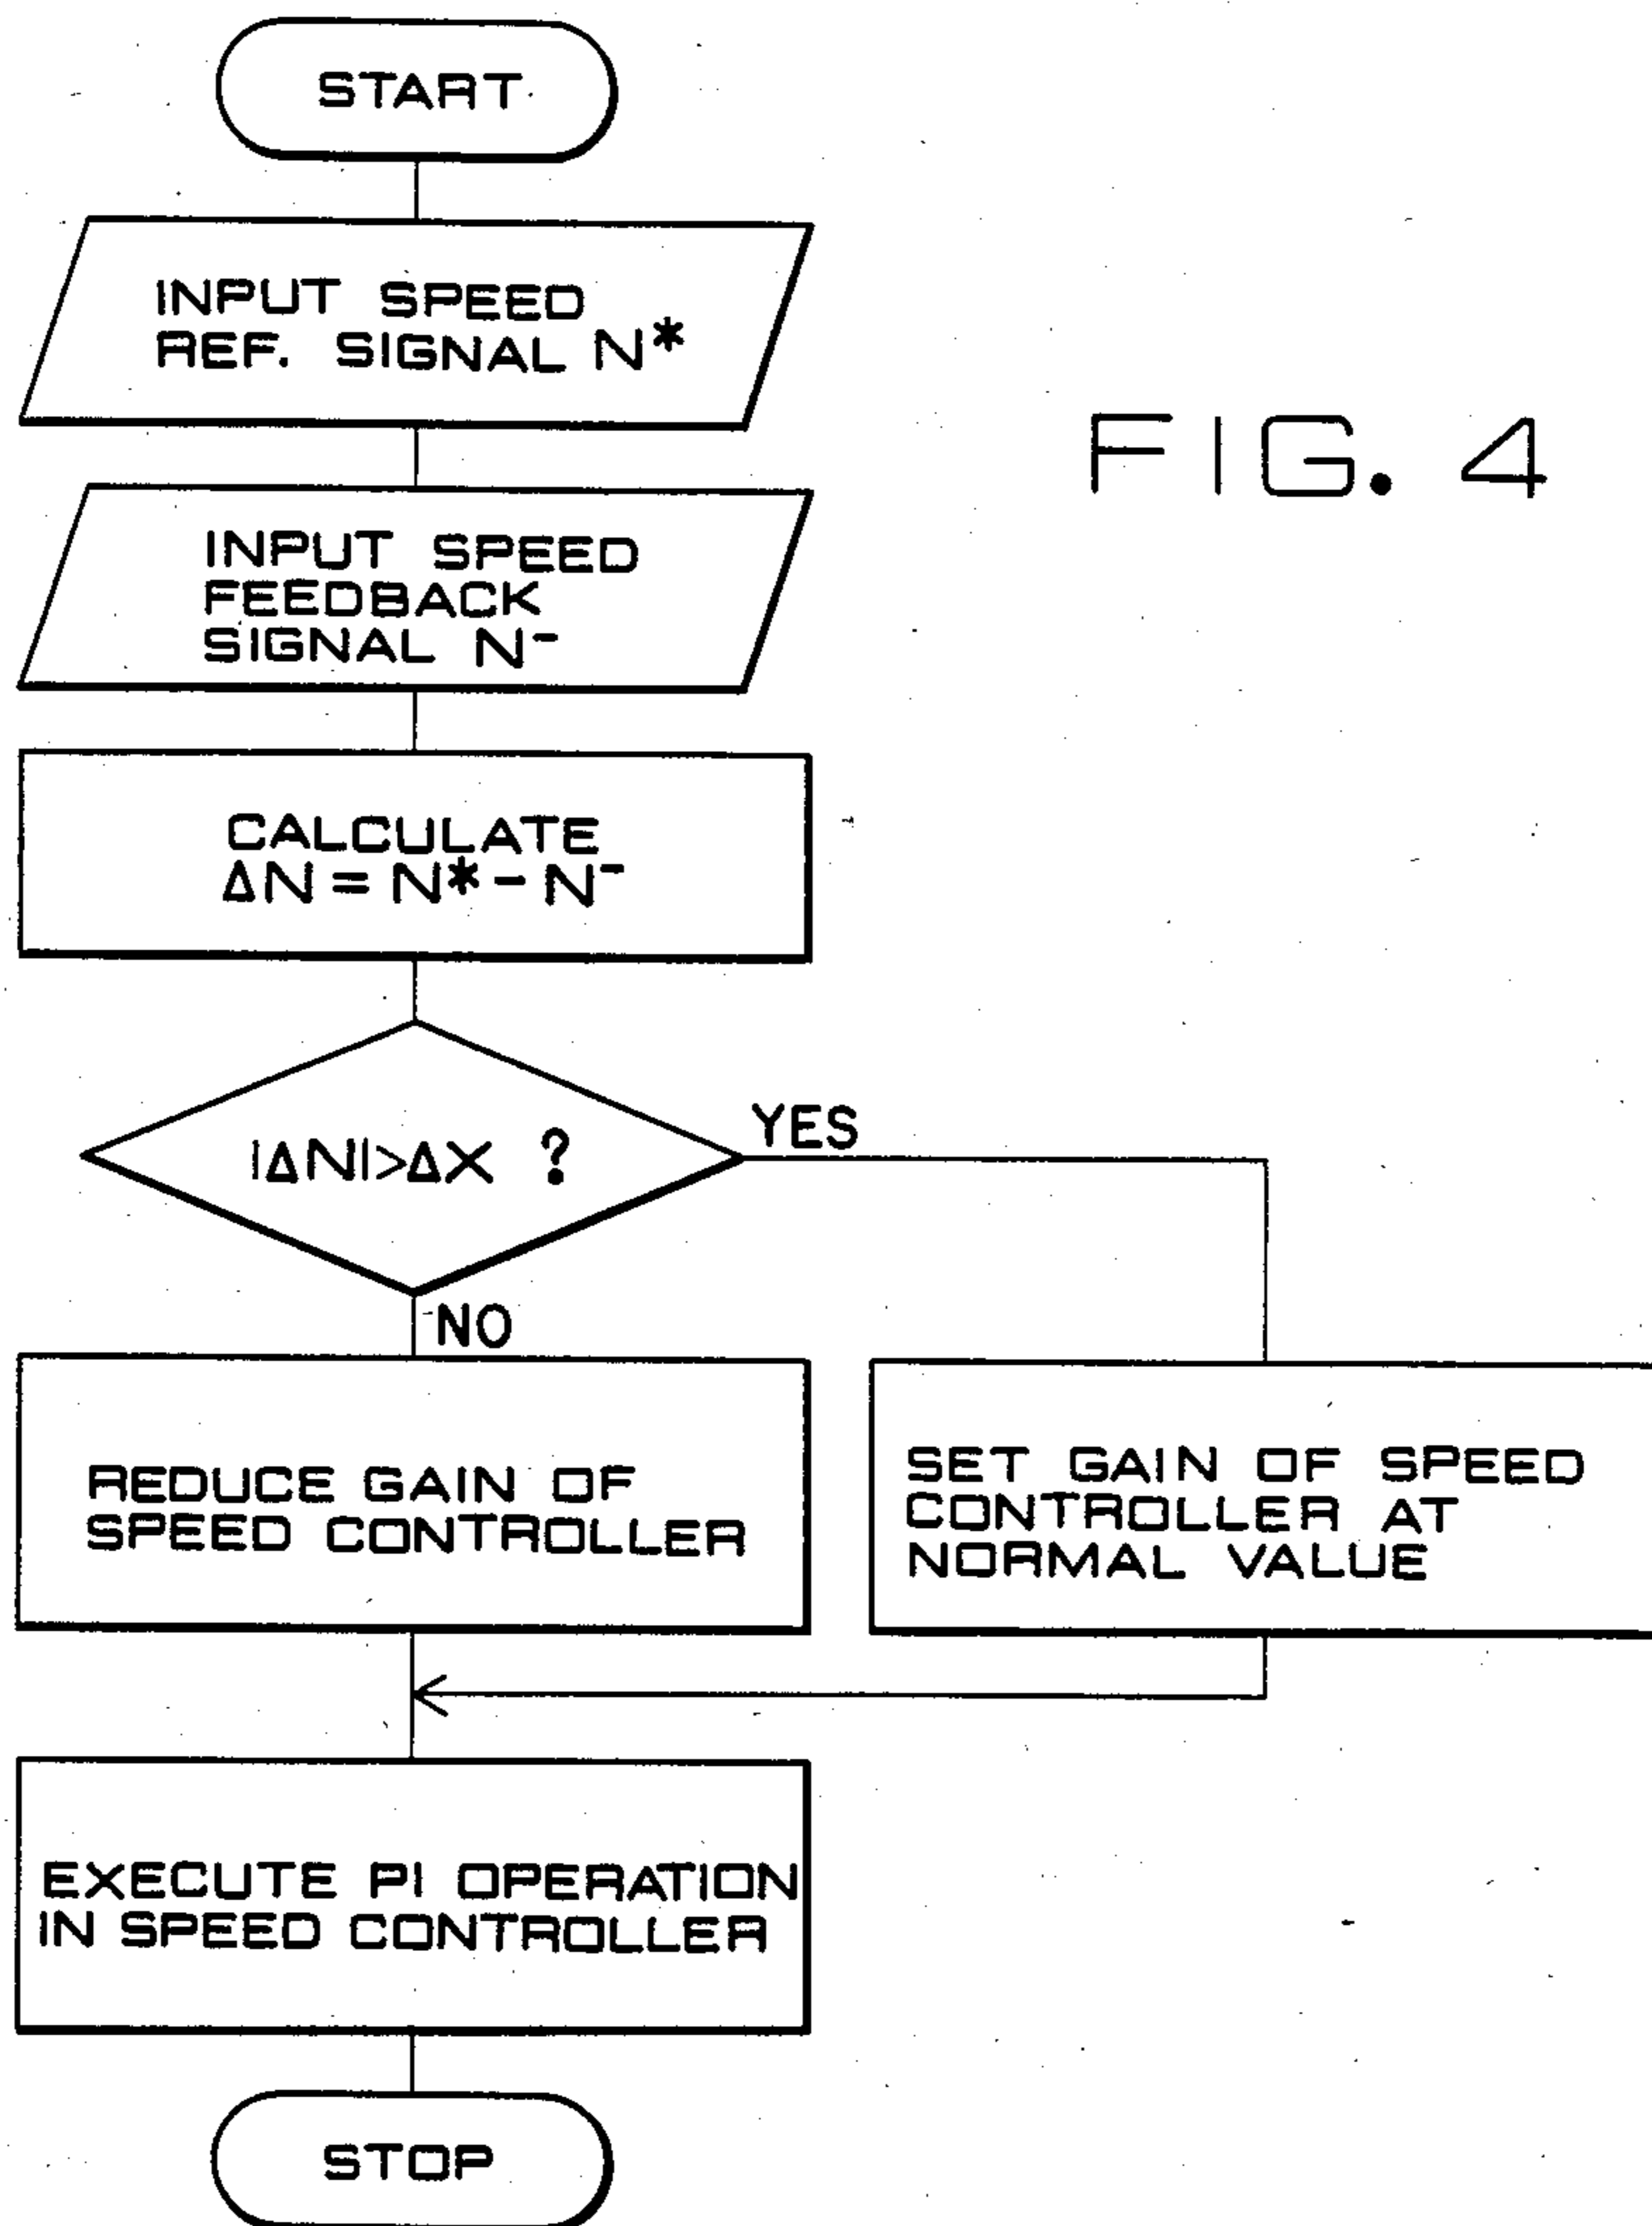 START
INPUT SPEED
REF. SIGNAL N*
FIG. 4
INPUT SPEED
FEEDBACK
SIGNAL N⁻
CALCULATE
ΔN = N* - N⁻
|ΔN|>ΔX ?
YES
NO
REDUCE GAIN OF
SPEED CONTROLLER
SET GAIN OF SPEED
CONTROLLER AT
NORMAL VALUE
EXECUTE PI OPERATION
IN SPEED CONTROLLER
STOP